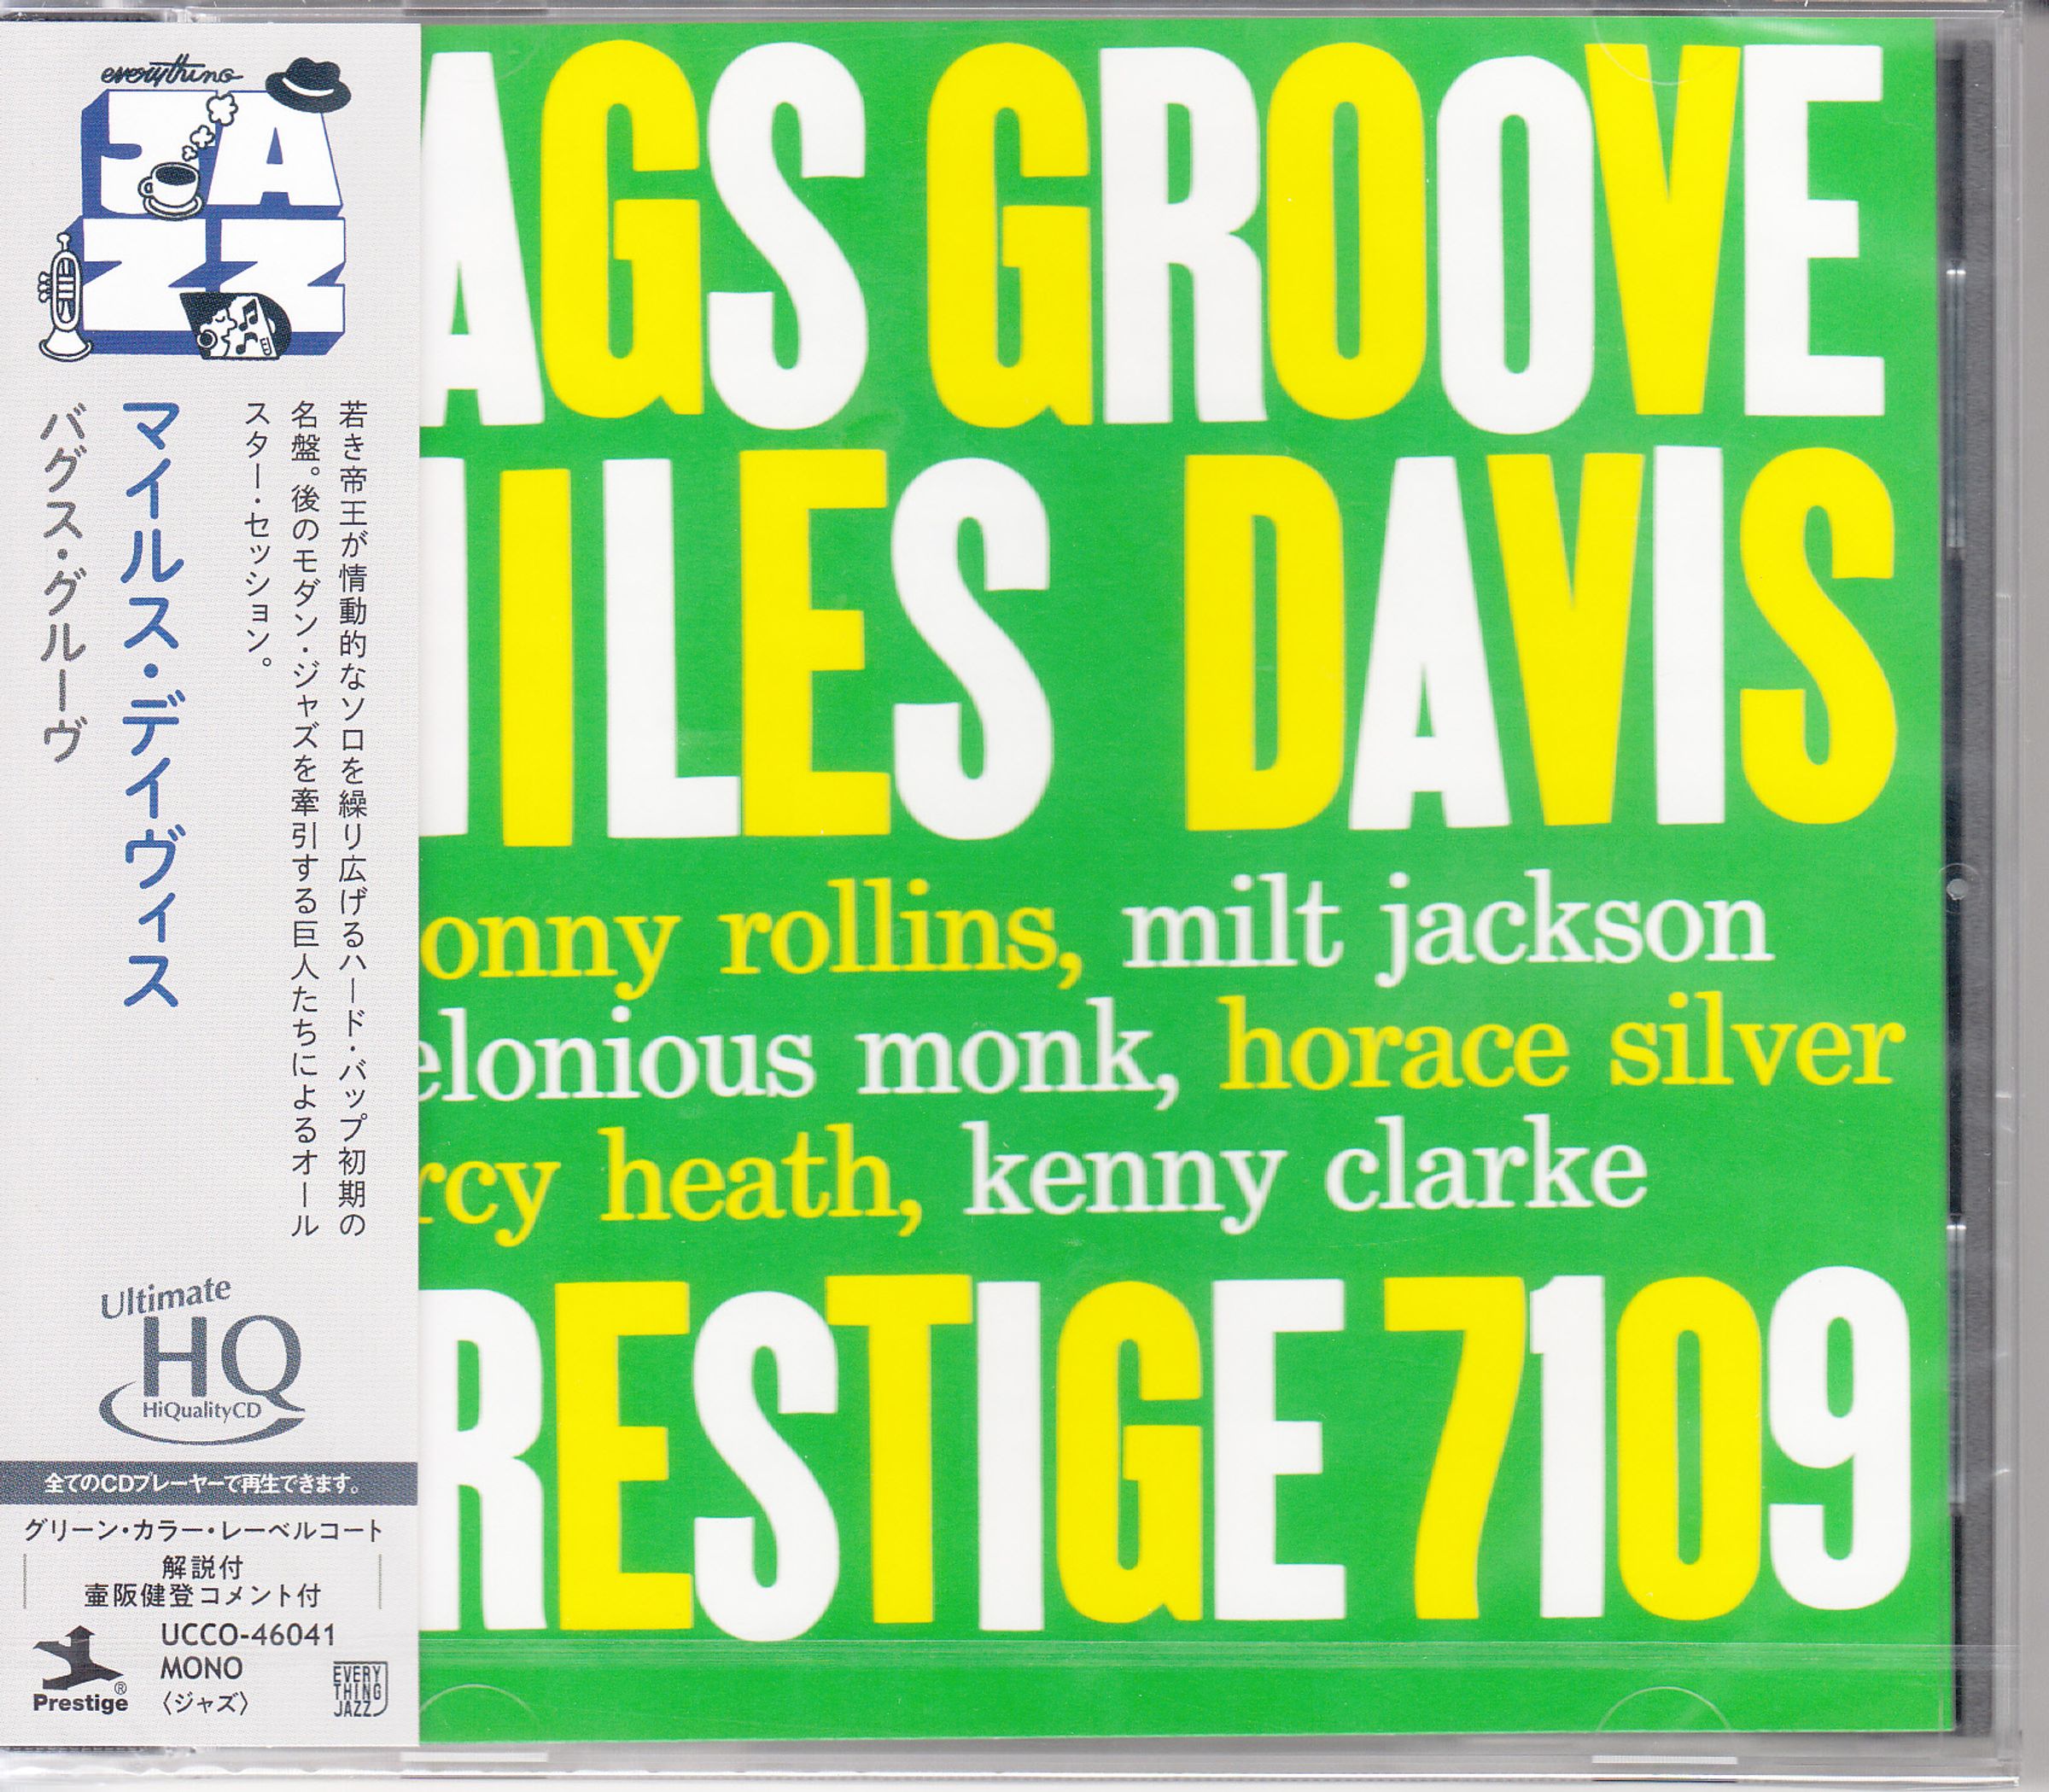 everything
JAZZ
若き帝王が情動的なソロを繰り広げるハード・バップ初期の
名盤。後のモダン・ジャズを牽引する巨人たちによるオール
スター・セッション。
マイルス・デイヴィス
バグス・グルーヴ
Ultimate
HQ
HiQualityCD
全てのCDプレーヤーで再生できます。
グリーン・カラー・レーベルコート
解説付
壷阪健登コメント付
UCCO-46041
MONO
〈ジャズ〉
Prestige®
EVERY
THING
JAZZ
AGS GROOVE
ILES DAVIS
onny rollins, milt jackson
elonious monk, horace silver
rcy heath, kenny clarke
RESTIGE 7109